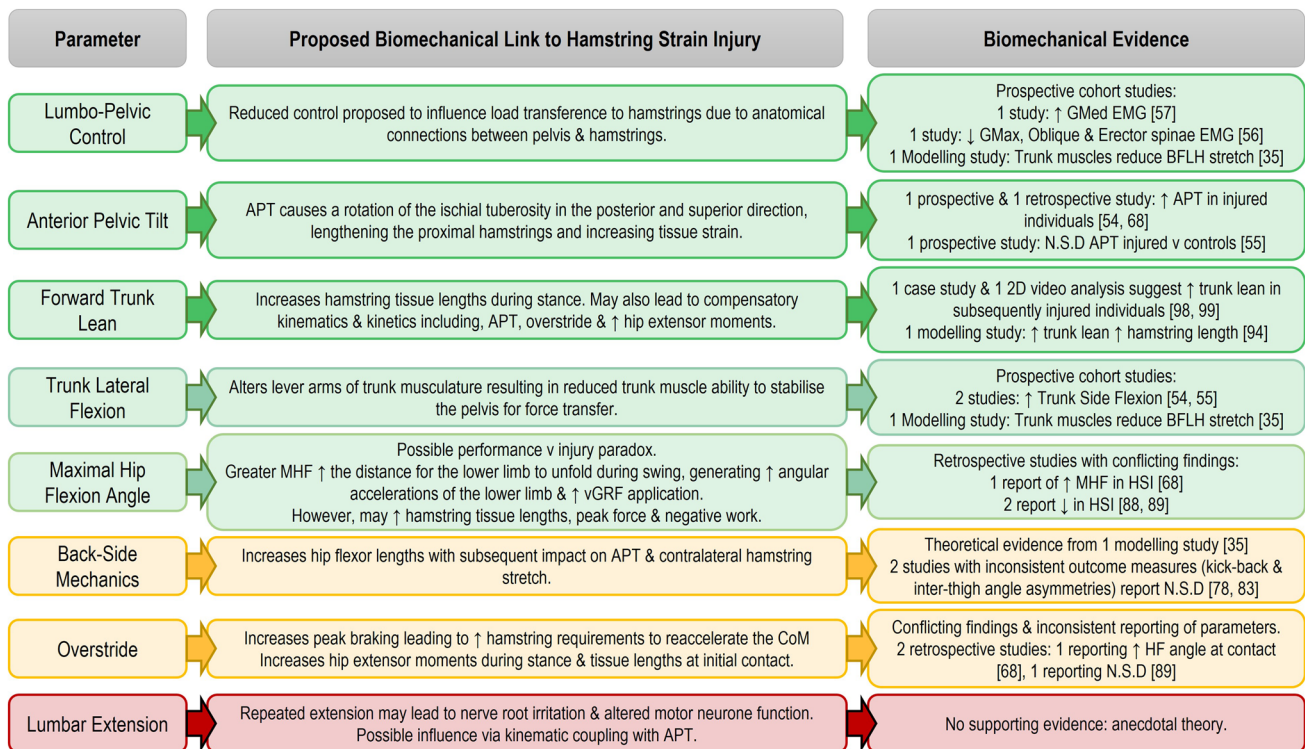 Parameter
Proposed Biomechanical Link to Hamstring Strain Injury
Biomechanical Evidence
Lumbo-Pelvic
Control
Reduced control proposed to influence load transference to hamstrings due to anatomical
connections between pelvis & hamstrings.
Prospective cohort studies:
1 study: ↑ GMed EMG [57]
1 study: ↓ GMax, Oblique & Erector spinae EMG [56]
1 Modelling study: Trunk muscles reduce BFLH stretch [35]
Anterior Pelvic Tilt
APT causes a rotation of the ischial tuberosity in the posterior and superior direction,
lengthening the proximal hamstrings and increasing tissue strain.
1 prospective & 1 retrospective study: ↑ APT in injured
individuals [54, 68]
1 prospective study: N.S.D APT injured v controls [55]
Forward Trunk
Lean
Increases hamstring tissue lengths during stance. May also lead to compensatory
kinematics & kinetics including, APT, overstride & ↑ hip extensor moments.
1 case study & 1 2D video analysis suggest ↑ trunk lean in
subsequently injured individuals [98, 99]
1 modelling study: ↑ trunk lean ↑ hamstring length [94]
Trunk Lateral
Flexion
Alters lever arms of trunk musculature resulting in reduced trunk muscle ability to stabilise
the pelvis for force transfer.
Prospective cohort studies:
2 studies: ↑ Trunk Side Flexion [54, 55]
1 Modelling study: Trunk muscles reduce BFLH stretch [35]
Maximal Hip
Flexion Angle
Possible performance v injury paradox.
Greater MHF ↑ the distance for the lower limb to unfold during swing, generating ↑ angular
accelerations of the lower limb & ↑ vGRF application.
However, may ↑ hamstring tissue lengths, peak force & negative work.
Retrospective studies with conflicting findings:
1 report of ↑ MHF in HSI [68]
2 report ↓ in HSI [88, 89]
Back-Side
Mechanics
Increases hip flexor lengths with subsequent impact on APT & contralateral hamstring
stretch.
Theoretical evidence from 1 modelling study [35]
2 studies with inconsistent outcome measures (kick-back &
inter-thigh angle asymmetries) report N.S.D [78, 83]
Overstride
Increases peak braking leading to ↑ hamstring requirements to reaccelerate the CoM
Increases hip extensor moments during stance & tissue lengths at initial contact.
Conflicting findings & inconsistent reporting of parameters.
2 retrospective studies: 1 reporting ↑ HF angle at contact
[68], 1 reporting N.S.D [89]
Lumbar Extension
Repeated extension may lead to nerve root irritation & altered motor neurone function.
Possible influence via kinematic coupling with APT.
No supporting evidence: anecdotal theory.